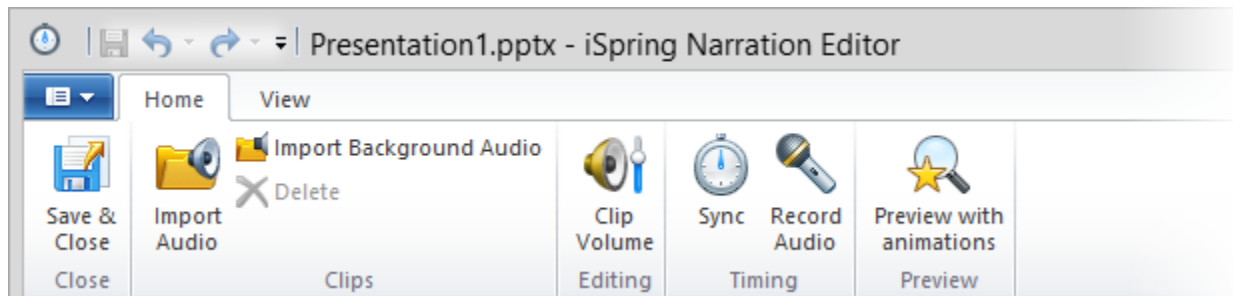 Presentation1.pptx - iSpring Narration Editor
Home View
Save &
Close
Import
Audio
Import Background Audio
Delete
Clip
Volume
Sync
Record
Audio
Preview with
animations
Close Clips Editing Timing Preview